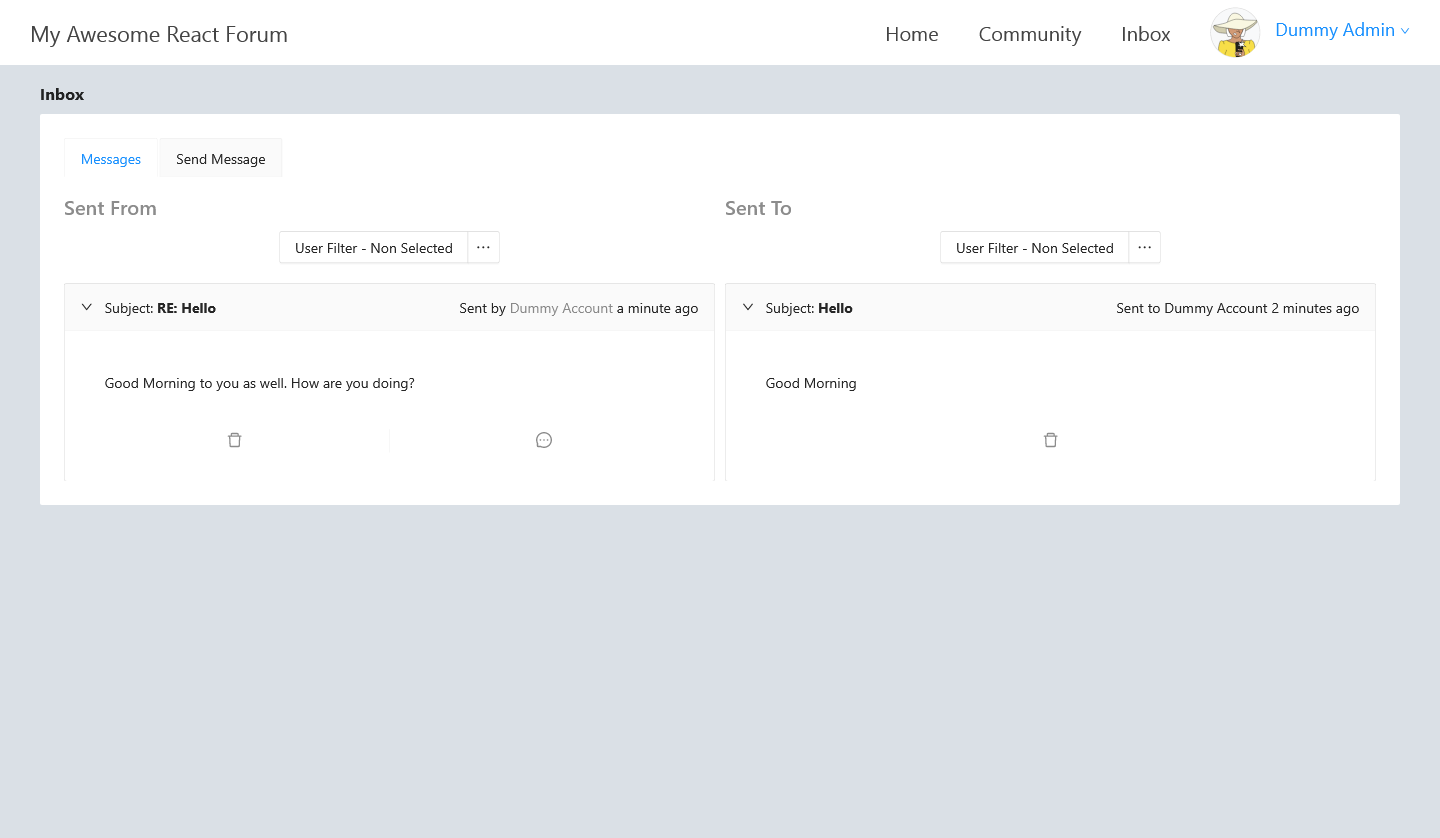 My Awesome React Forum
Home Community Inbox Dummy Admin
Inbox
Messages Send Message
Sent From
User Filter - Non Selected ···
Subject: RE: Hello Sent by Dummy Account a minute ago
Good Morning to you as well. How are you doing?
Sent To
User Filter - Non Selected ···
Subject: Hello Sent to Dummy Account 2 minutes ago
Good Morning